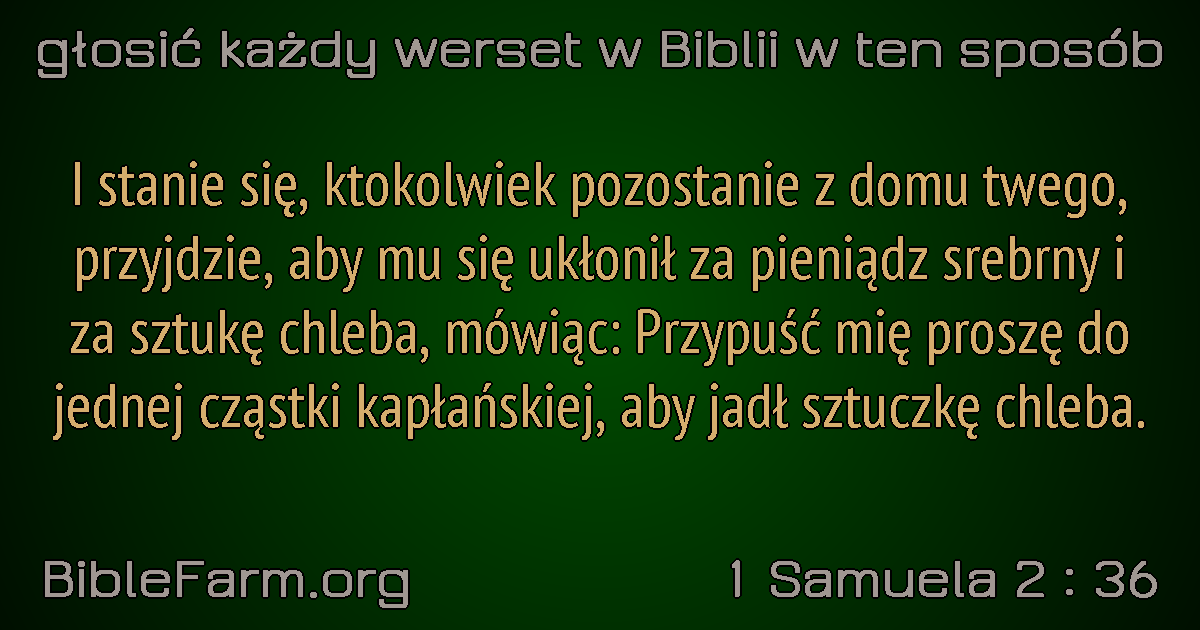 głosić każdy werset w Biblii w ten sposób
I stanie się, ktokolwiek pozostanie z domu twego,
przyjdzie, aby mu się ukłonił za pieniądz srebrny i
za sztukę chleba, mówiąc: Przypuść mię proszę do
jednej cząstki kapłańskiej, aby jadł sztuczkę chleba.
BibleFarm.org
1 Samuela 2 : 36